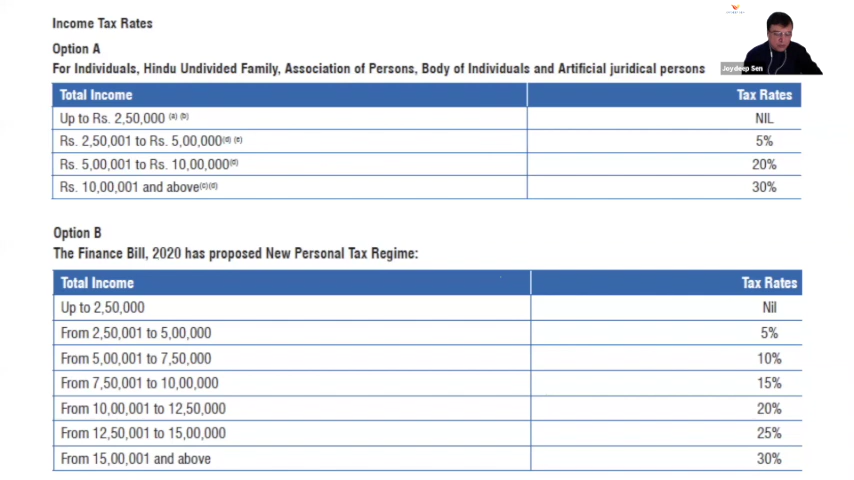 Income Tax Rates
Option A
For Individuals, Hindu Undivided Family, Association of Persons, Body of Individuals and Artificial juridical persons
Joydeep Sen
Total Income Tax Rates
Up to Rs. 2,50,000 (a) (b) NIL
Rs. 2,50,001 to Rs. 5,00,000(d) (e) 5%
Rs. 5,00,001 to Rs. 10,00,000(d) 20%
Rs. 10,00,001 and above(c)(d) 30%
Option B
The Finance Bill, 2020 has proposed New Personal Tax Regime:
Total Income Tax Rates
Up to 2,50,000 Nil
From 2,50,001 to 5,00,000 5%
From 5,00,001 to 7,50,000 10%
From 7,50,001 to 10,00,000 15%
From 10,00,001 to 12,50,000 20%
From 12,50,001 to 15,00,000 25%
From 15,00,001 and above 30%